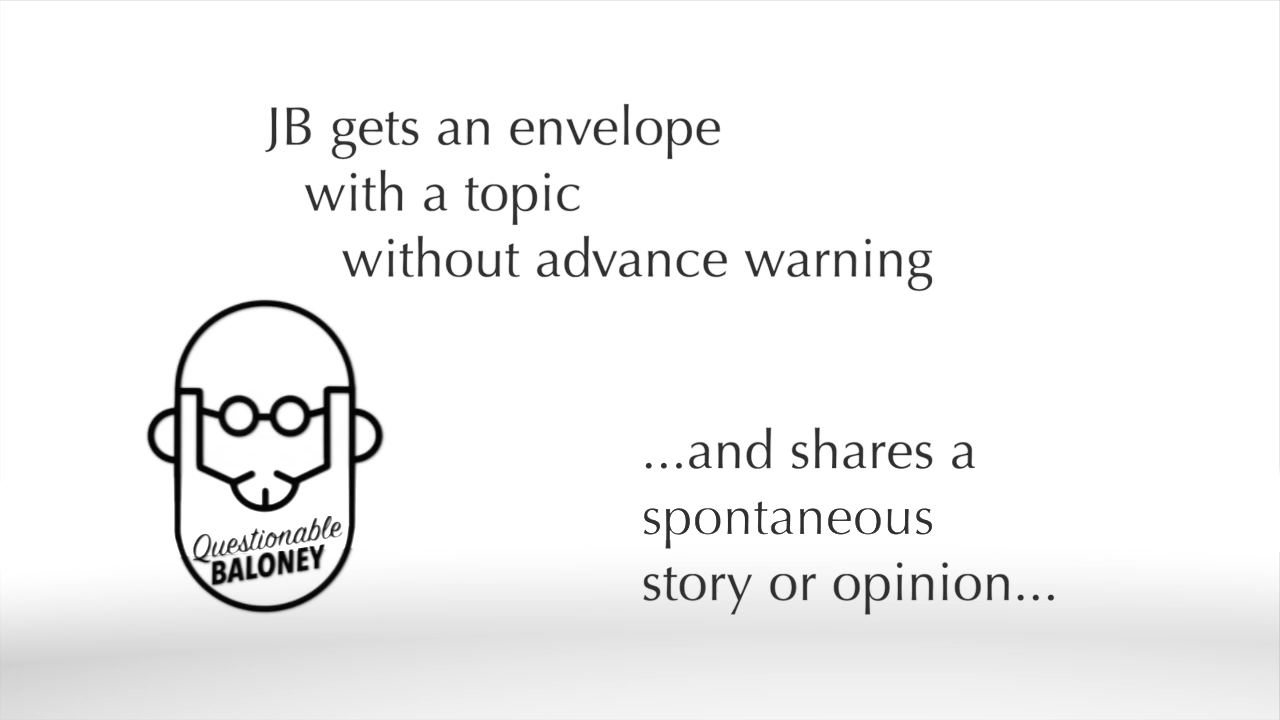 JB gets an envelope
with a topic
without advance warning
Questionable
BALONEY
...and shares a
spontaneous
story or opinion...